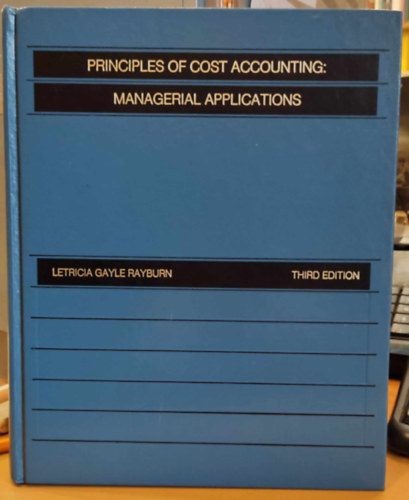 PRINCIPLES OF COST ACCOUNTING:
MANAGERIAL APPLICATIONS
LETRICIA GAYLE RAYBURN THIRD EDITION